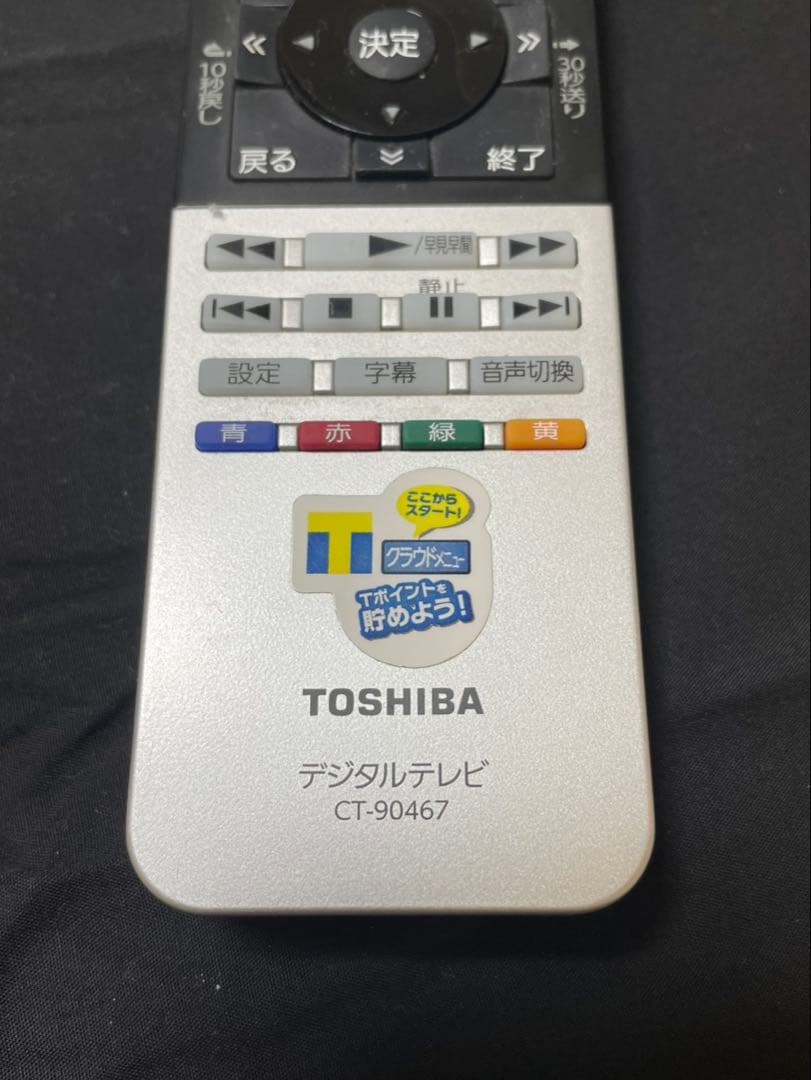 決定
10秒戻し
30秒送り
戻る
終了
/早見早聞
静止
設定
字幕
音声切換
青
赤
緑
黄
ここから
スタート!
T
クラウドメニュー
Tポイントを
貯めよう!
TOSHIBA
デジタルテレビ
CT-90467